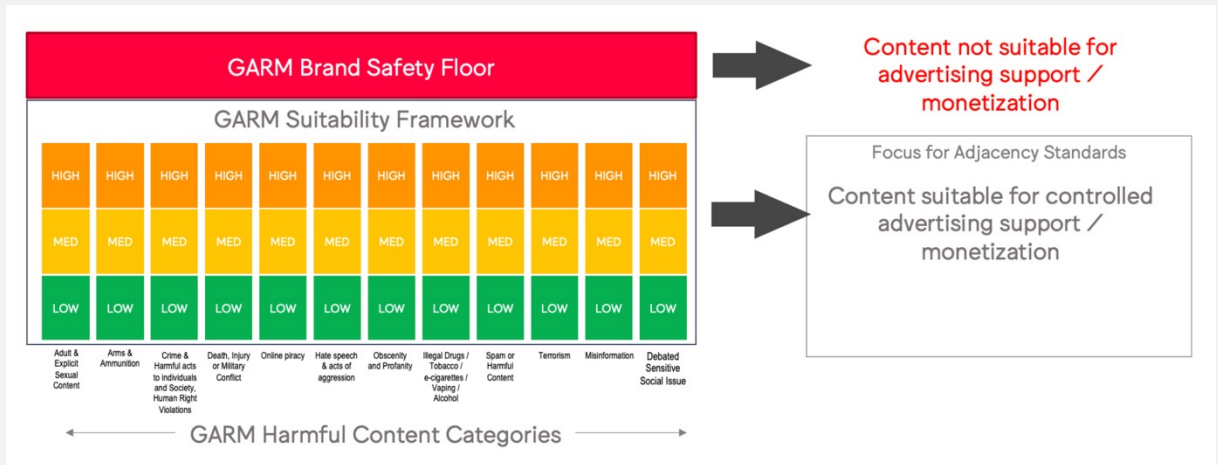 GARM Brand Safety Floor
Content not suitable for
advertising support /
monetization
GARM Suitability Framework
Focus for Adjacency Standards
Content suitable for controlled
advertising support /
monetization
HIGH HIGH HIGH HIGH HIGH HIGH HIGH HIGH HIGH HIGH HIGH HIGH
MED MED MED MED MED MED MED MED MED MED MED MED
LOW LOW LOW LOW LOW LOW LOW LOW LOW LOW LOW LOW
Adult &
Explicit
Sexual
Content
Arms &
Ammunition
Crime &
Harmful acts
to individuals
and Society,
Human Right
Violations
Death, Injury
or Military
Conflict
Online piracy
Hate speech
& acts of
aggression
Obscenity
and Profanity
Illegal Drugs /
Tobacco /
e-cigarettes /
Vaping /
Alcohol
Spam or
Harmful
Content
Terrorism
Misinformation
Debated
Sensitive
Social Issue
GARM Harmful Content Categories